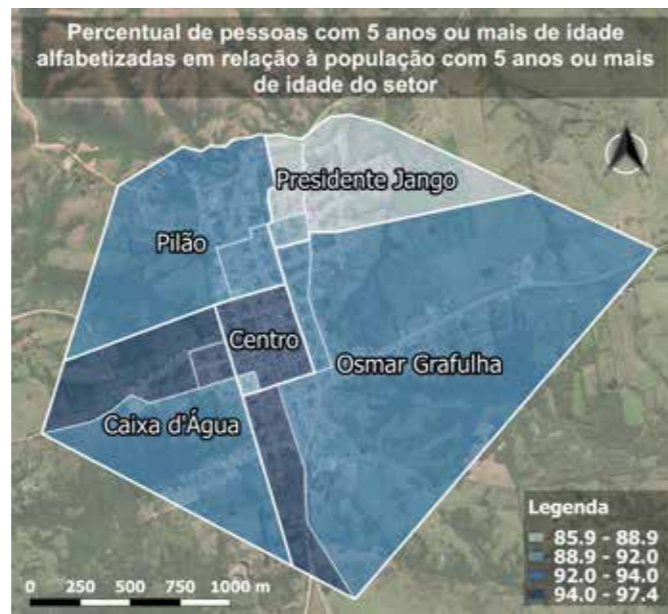 Percentual de pessoas com 5 anos ou mais de idade
alfabetizadas em relação à população com 5 anos ou mais
de idade do setor
Presidente Jango
Pilão
Centro
Osmar Grafulha
Caixa d'Água
Legenda
85.9 - 88.9
88.9 - 92.0
92.0 - 94.0
94.0 - 97.4
0 250 500 750 1000 m